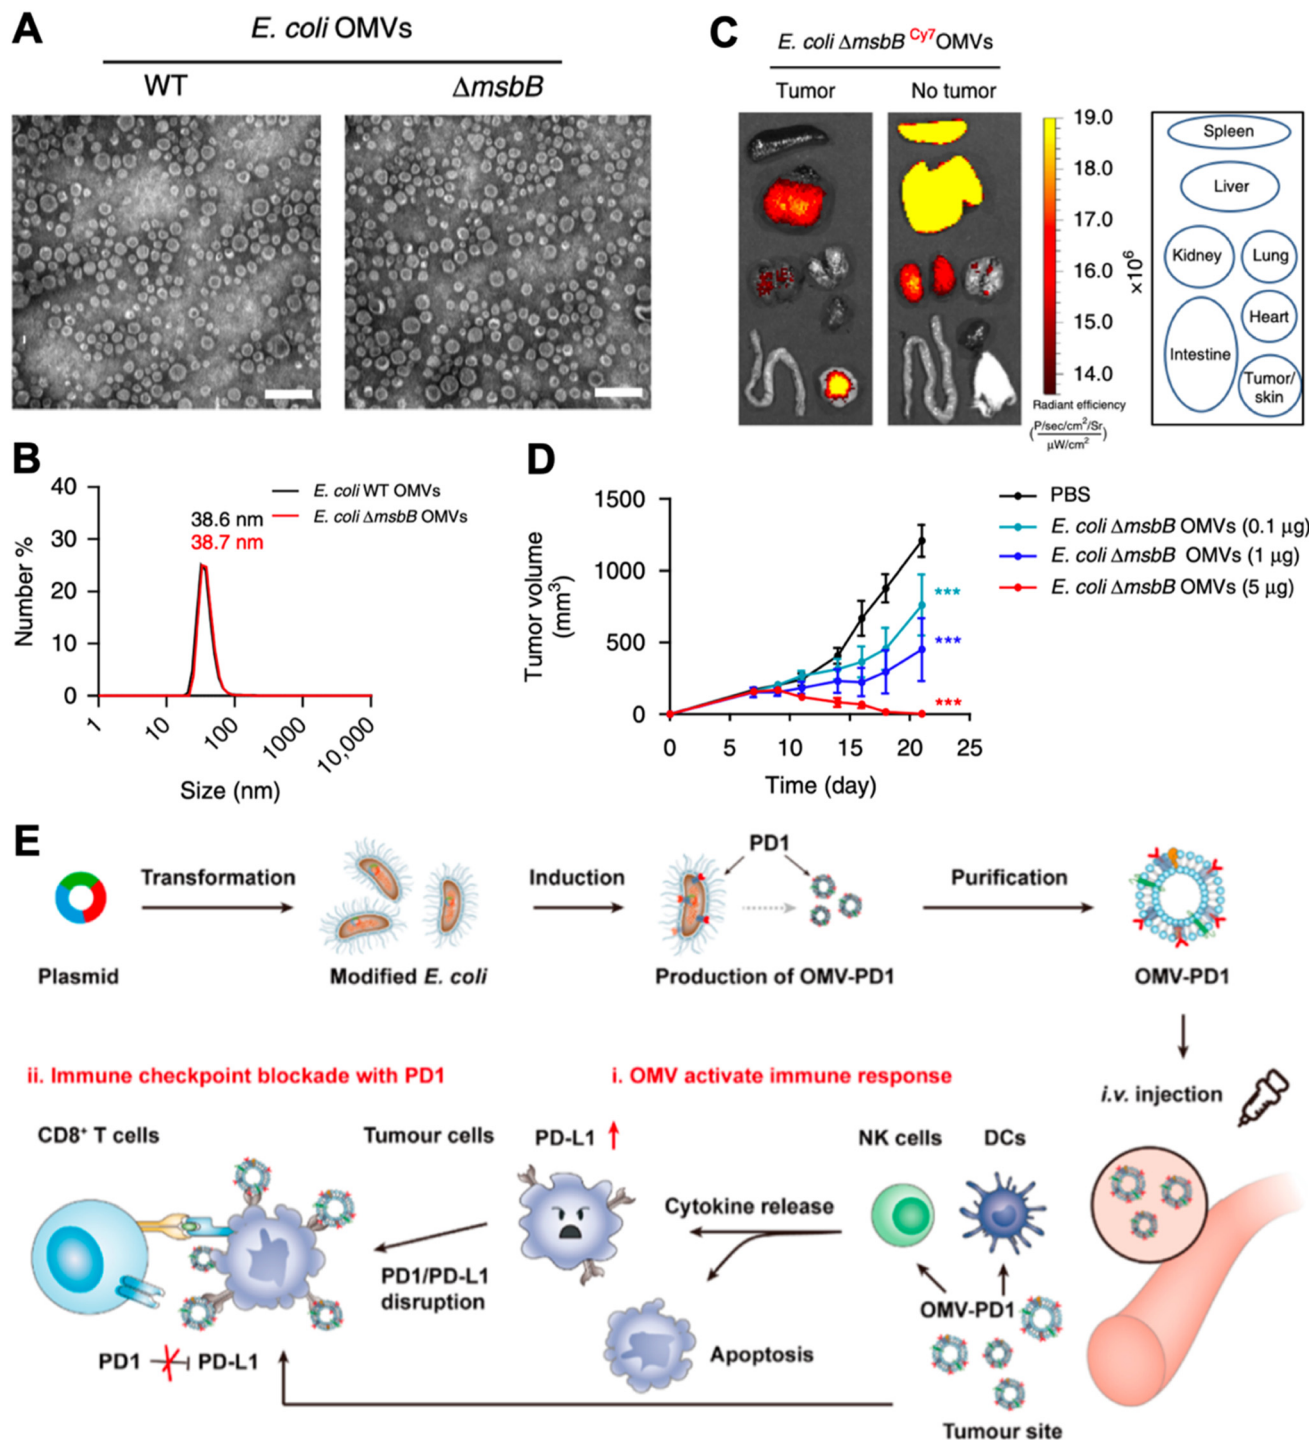 A
E. coli OMVs
WT
ΔmsbB
B
40
30
20
10
0
Number %
1
10
100
1000
10,000
Size (nm)
38.6 nm
38.7 nm
E. coli WT OMVs
E. coli ΔmsbB OMVs
C
E. coli ΔmsbB Cy7OMVs
Tumor
No tumor
19.0
18.0
17.0
16.0
15.0
14.0
×10⁶
Radiant efficiency
(P/sec/cm²/Sr
μW/cm²)
Spleen
Liver
Kidney
Lung
Heart
Intestine
Tumor/
skin
D
1500
1000
500
0
Tumor volume
(mm³)
0
5
10
15
20
25
Time (day)
***
***
***
PBS
E. coli ΔmsbB OMVs (0.1 μg)
E. coli ΔmsbB OMVs (1 μg)
E. coli ΔmsbB OMVs (5 μg)
E
Plasmid
Transformation
Modified E. coli
Induction
PD1
Production of OMV-PD1
Purification
OMV-PD1
i.v. injection
ii. Immune checkpoint blockade with PD1
i. OMV activate immune response
CD8⁺ T cells
Tumour cells
PD-L1
NK cells
DCs
Cytokine release
PD1/PD-L1
disruption
OMV-PD1
Apoptosis
PD1
PD-L1
Tumour site